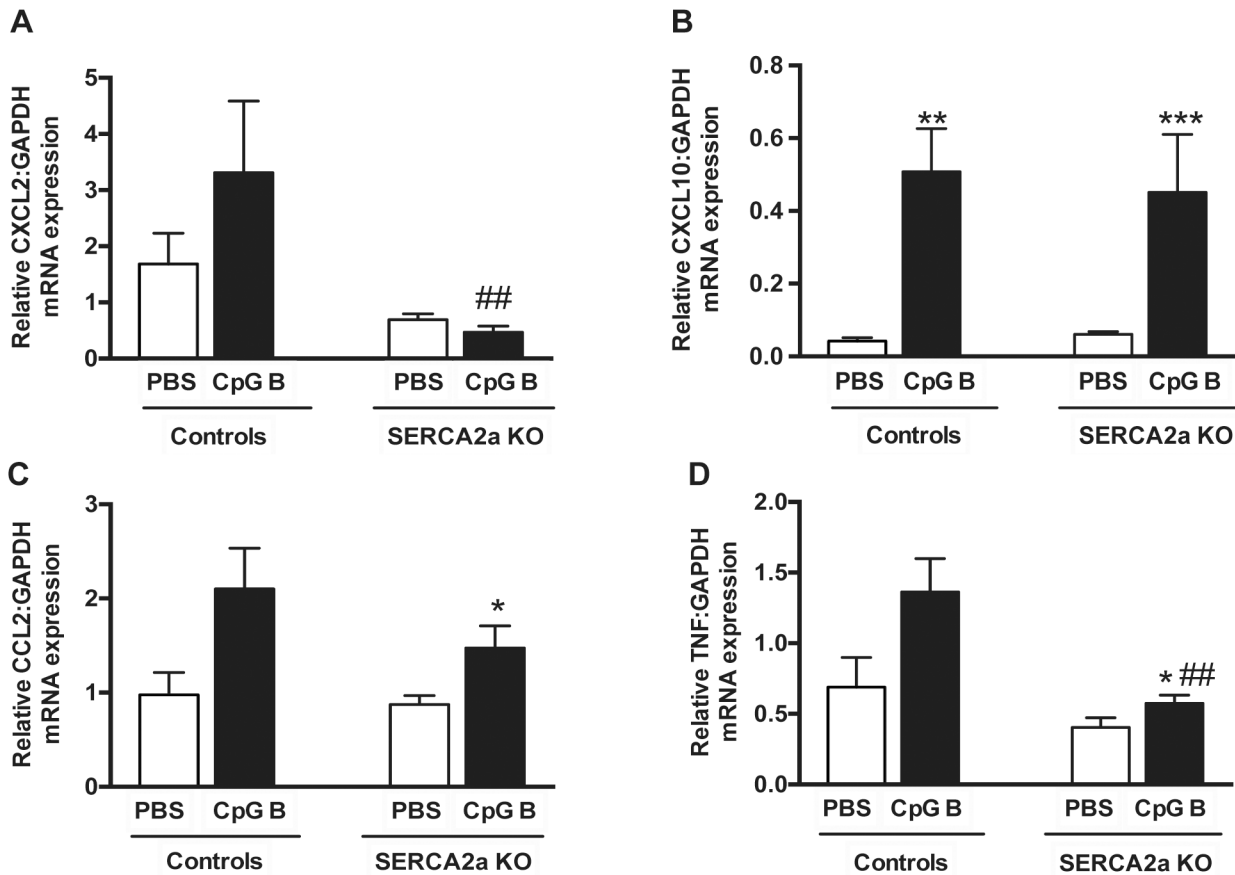 A
Relative CXCL2:GAPDH
mRNA expression
5
4
3
2
1
0
##
PBS CpG B PBS CpG B
Controls SERCA2a KO
B
Relative CXCL10:GAPDH
mRNA expression
0.8
0.6
0.4
0.2
0.0
** ***
PBS CpG B PBS CpG B
Controls SERCA2a KO
C
Relative CCL2:GAPDH
mRNA expression
3
2
1
0
*
PBS CpG B PBS CpG B
Controls SERCA2a KO
D
Relative TNF:GAPDH
mRNA expression
2.0
1.5
1.0
0.5
0.0
* ##
PBS CpG B PBS CpG B
Controls SERCA2a KO